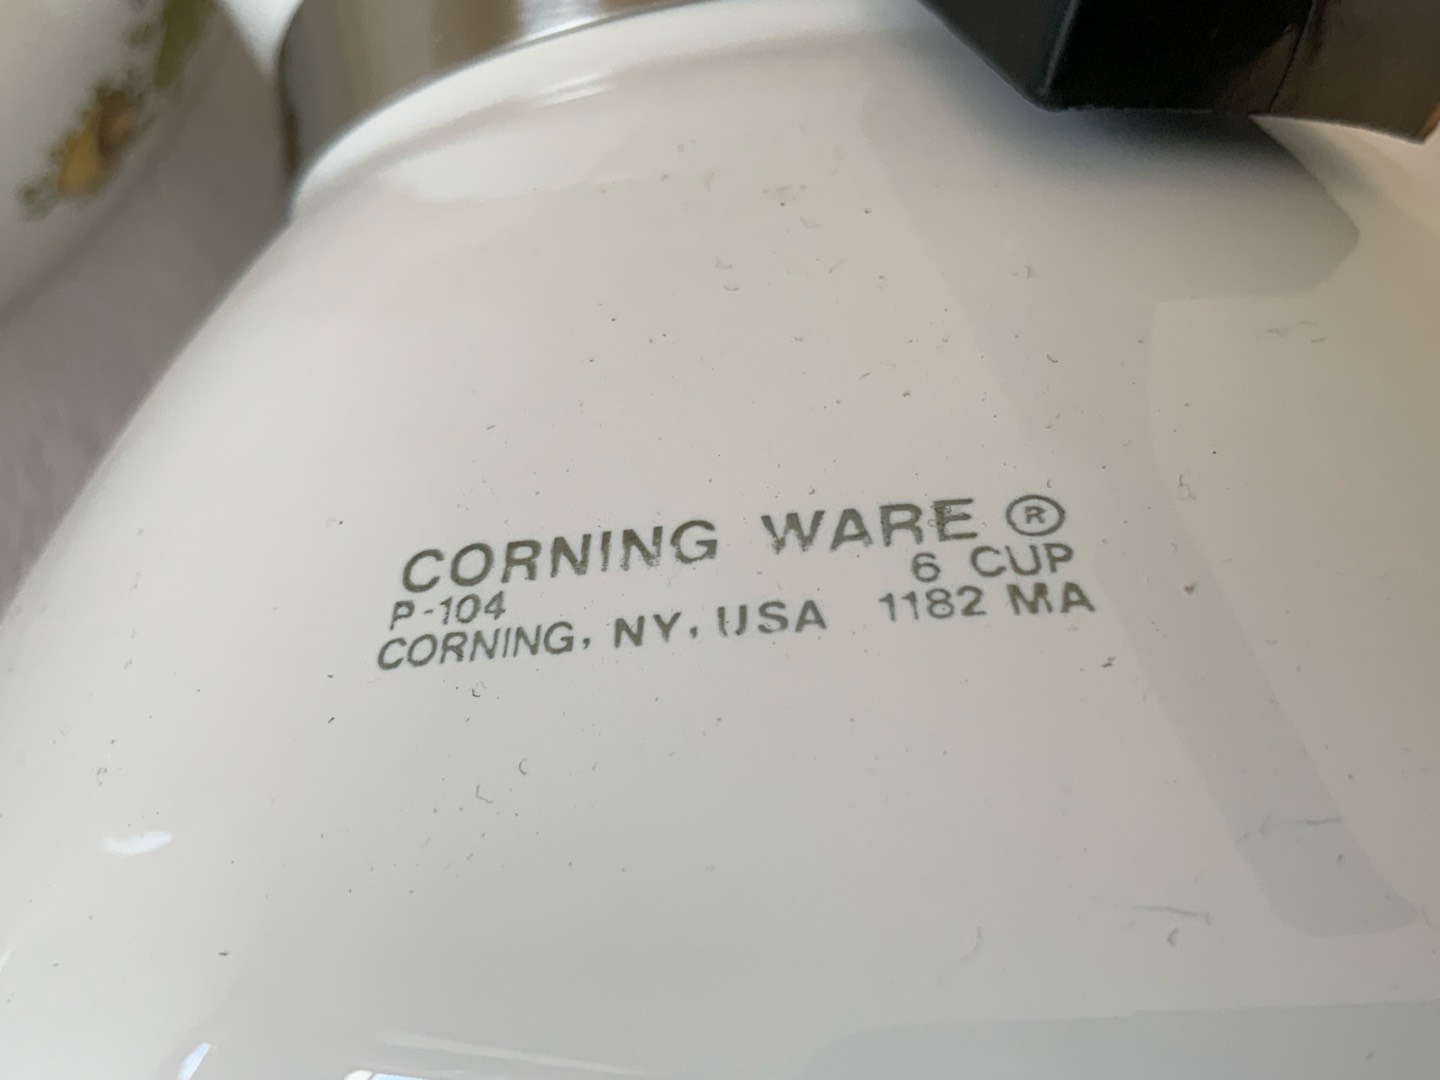 CORNING WARE ®
6 CUP
P-104
CORNING, NY, USA 1182 MA